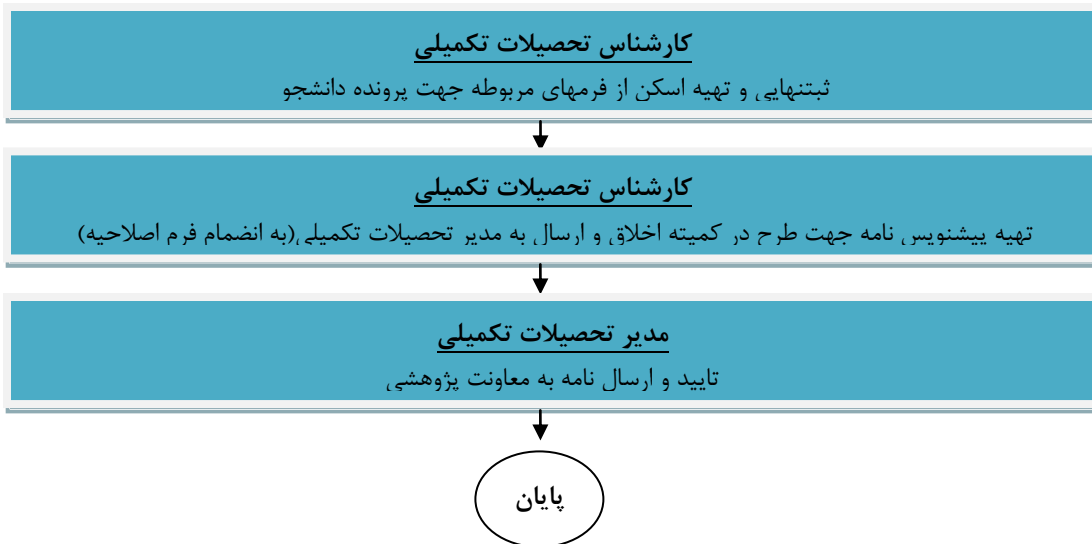 کارشناس تحصیلات تکمیلی
ثبتنهایی و تهیه اسکن از فرمهای مربوطه جهت پرونده دانشجو
کارشناس تحصیلات تکمیلی
تهیه پیشنویس نامه جهت طرح در کمیته اخلاق و ارسال به مدیر تحصیلات تکمیلی(به انضمام فرم اصلاحیه)
مدیر تحصیلات تکمیلی
تایید و ارسال نامه به معاونت پژوهشی
پایان